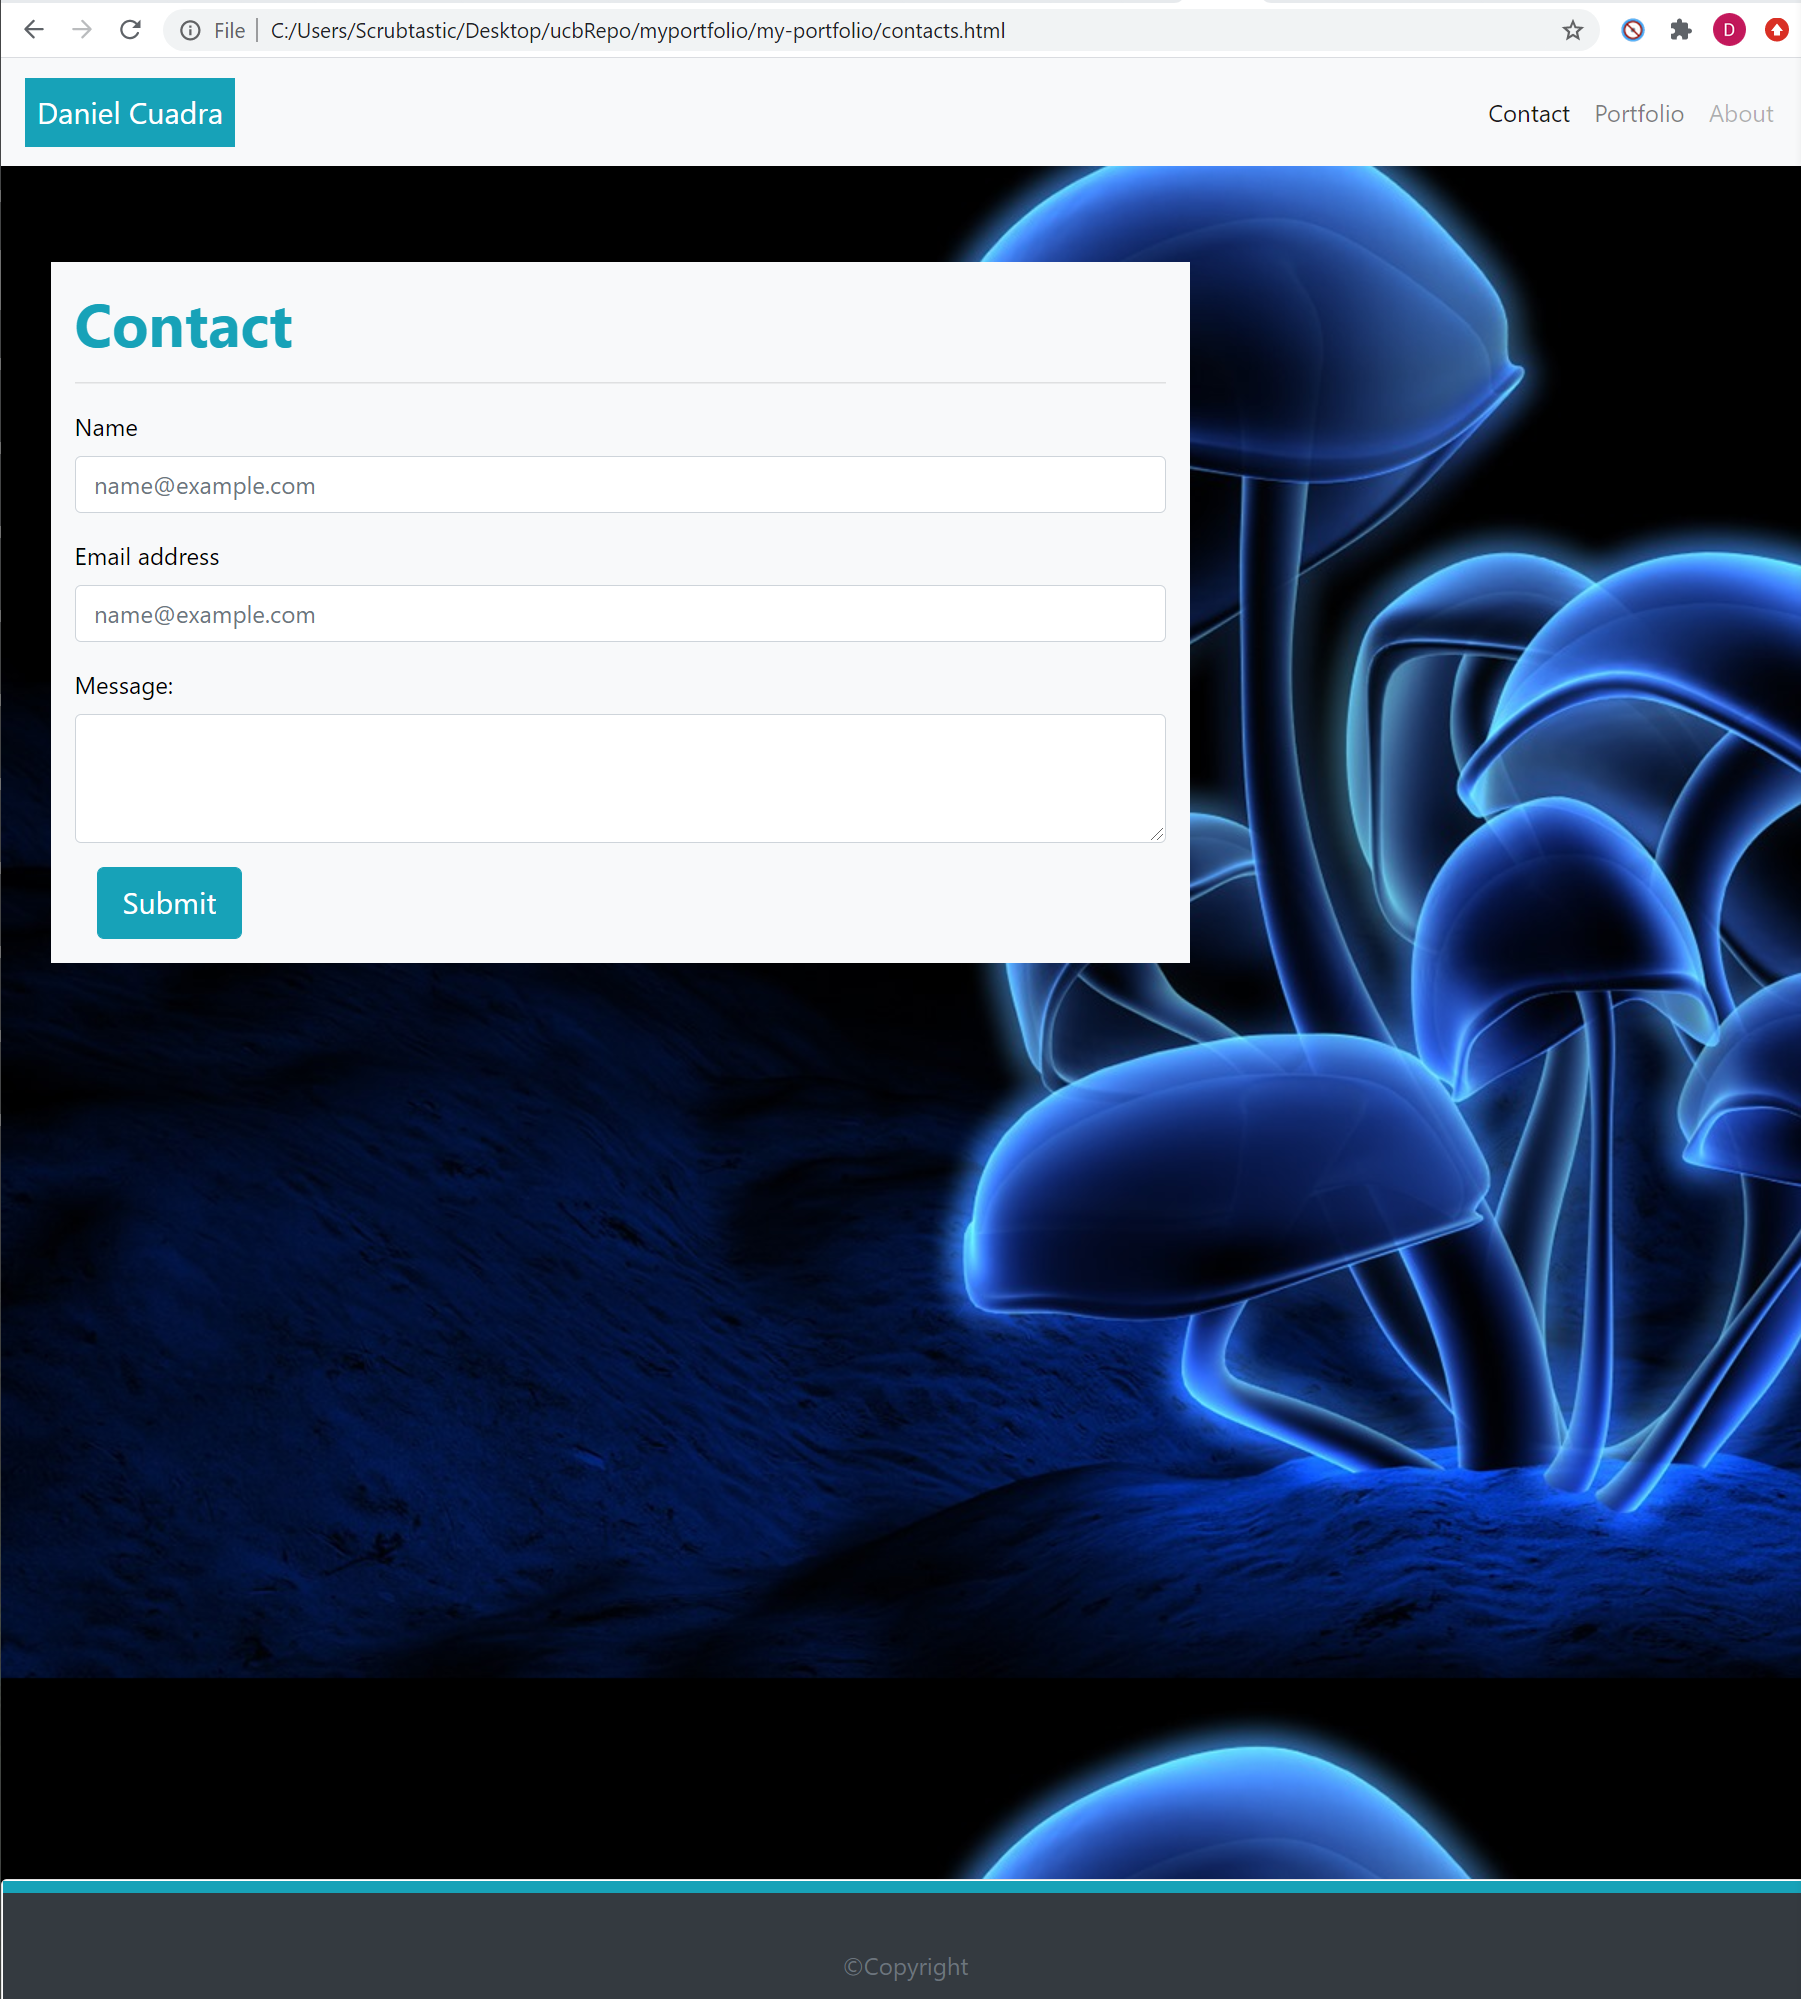 File C:/Users/Scrubtastic/Desktop/ucbRepo/myportfolio/my-portfolio/contacts.html D
Daniel Cuadra Contact Portfolio About
Contact
Name
name@example.com
Email address
name@example.com
Message:
Submit
©Copyright